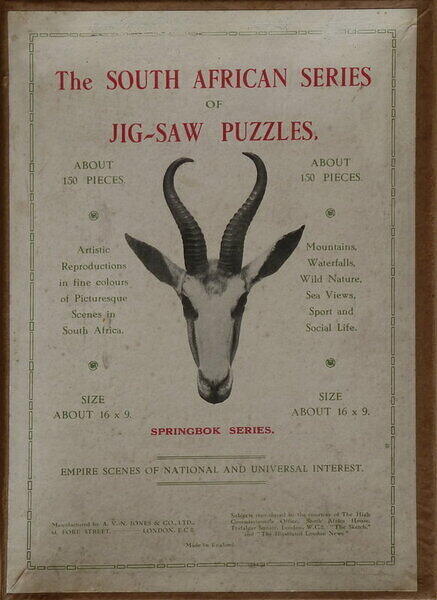 The SOUTH AFRICAN SERIES
OF
JIG-SAW PUZZLES.
ABOUT
150 PIECES.
ABOUT
150 PIECES.
Artistic
Reproductions
in fine colours
of Picturesque
Scenes in
South Africa.
Mountains,
Waterfalls,
Wild Nature,
Sea Views,
Sport and
Social Life.
SIZE
ABOUT 16 x 9.
SIZE
ABOUT 16 x 9.
SPRINGBOK SERIES.
EMPIRE SCENES OF NATIONAL AND UNIVERSAL INTEREST.
Manufactured by A. V. N. JONES & CO., LTD.,
FORE STREET, LONDON, E.C.2.
Subjects reproduced by the courtesy of The High
Commissioner's Office, South Africa House,
Trafalgar Square, London, W.C.2, "The Sketch,"
and "The Illustrated London News."
Made in England.